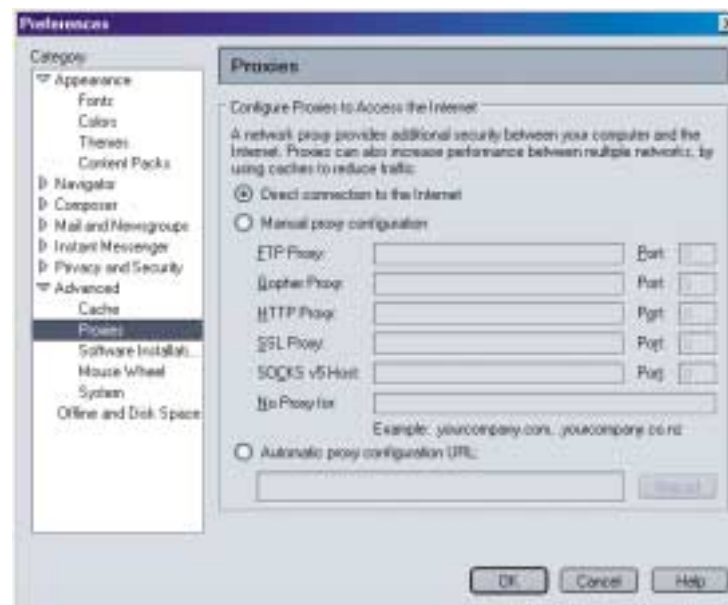 Preferences
Category
Appearance
Fonts
Colors
Themes
Content Packs
Navigator
Composer
Mail and Newsgroups
Instant Messenger
Privacy and Security
Advanced
Cache
Proxies
Software Installati...
Mouse Wheel
System
Offline and Disk Space
Proxies
Configure Proxies to Access the Internet
A network proxy provides additional security between your computer and the
Internet. Proxies can also increase performance between multiple networks, by
using caches to reduce traffic.
Direct connection to the Internet
Manual proxy configuration
FTP Proxy: Port:
Gopher Proxy: Port:
HTTP Proxy: Port:
SSL Proxy: Port:
SOCKS v5 Host: Port:
No Proxy for:
Example: yourcompany.com, yourcompany.co.nz
Automatic proxy configuration URL:
OK Cancel Help